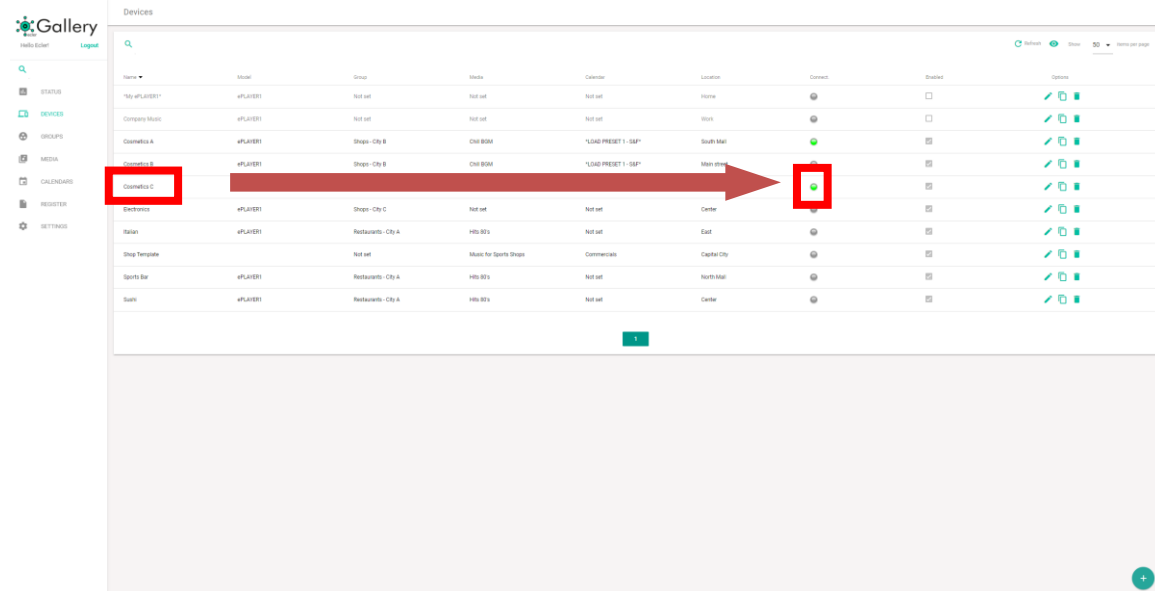 Devices
Gallery
ecler
Hello Ecler! Logout
Refresh Show 50 items per page
Name Model Group Media Calendar Location Connect Enabled Options
STATUS
DEVICES
GROUPS
MEDIA
CALENDARS
REGISTER
SETTINGS
*My ePLAYER1* ePLAYER1 Not set Not set Not set Home
Company Music ePLAYER1 Not set Not set Not set Work
Cosmetics A ePLAYER1 Shops - City B Chill BGM *LOAD PRESET 1 - S&F* South Mall
Cosmetics B ePLAYER1 Shops - City B Chill BGM *LOAD PRESET 1 - S&F* Main street
Cosmetics C
Electronics ePLAYER1 Shops - City C Not set Not set Center
Italian ePLAYER1 Restaurants - City A Hits 80's Not set East
Shop Template Not set Music for Sports Shops Commercials Capital City
Sports Bar ePLAYER1 Restaurants - City A Hits 80's Not set North Mall
Sushi ePLAYER1 Restaurants - City A Hits 80's Not set Center
1